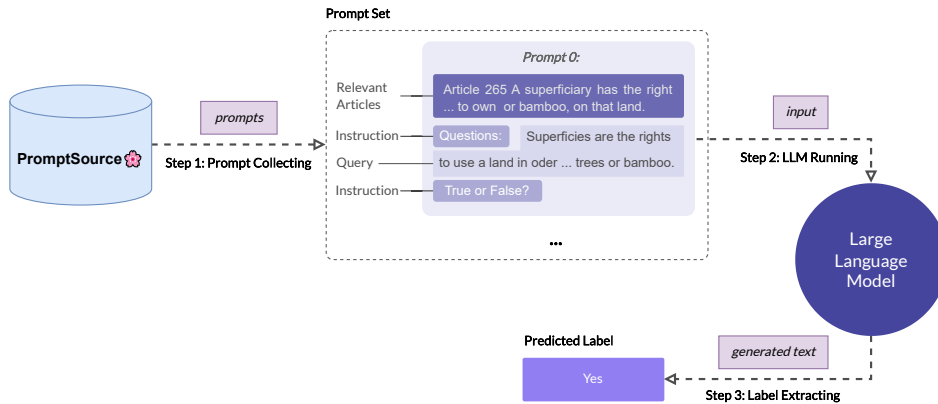 Prompt Set
Prompt 0:
Relevant
Articles
Article 265 A superficiary has the right
... to own or bamboo, on that land.
Instruction
Questions:
Superficies are the rights
Query
to use a land in oder ... trees or bamboo.
Instruction
True or False?
...
PromptSource
prompts
Step 1: Prompt Collecting
input
Step 2: LLM Running
Large
Language
Model
generated text
Step 3: Label Extracting
Predicted Label
Yes